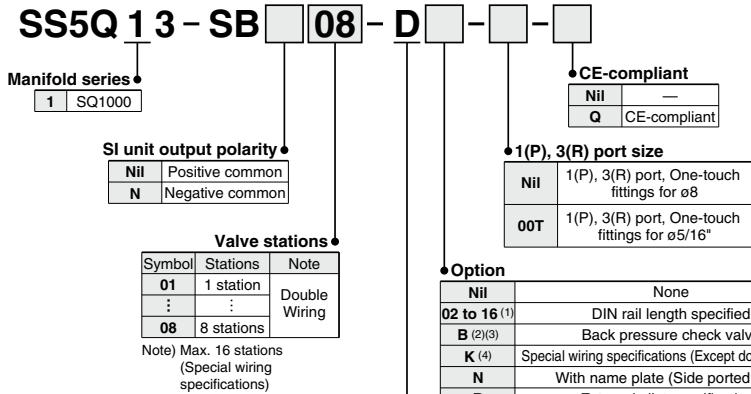 SS5Q 1 3 – SB 08 – D – –
Manifold series
1 SQ1000
CE-compliant
Nil —
Q CE-compliant
SI unit output polarity
Nil Positive common
N Negative common
1(P), 3(R) port size
Nil 1(P), 3(R) port, One-touch
fittings for ø8
00T 1(P), 3(R) port, One-touch
fittings for ø5/16"
Valve stations
Symbol Stations Note
01 1 station
⋮ ⋮
08 8 stations
Double
Wiring
Note) Max. 16 stations
(Special wiring
specifications)
Option
Nil None
02 to 16 (1) DIN rail length specified
B (2)(3) Back pressure check valv
K (4) Special wiring specifications (Except do
N With name plate (Side ported